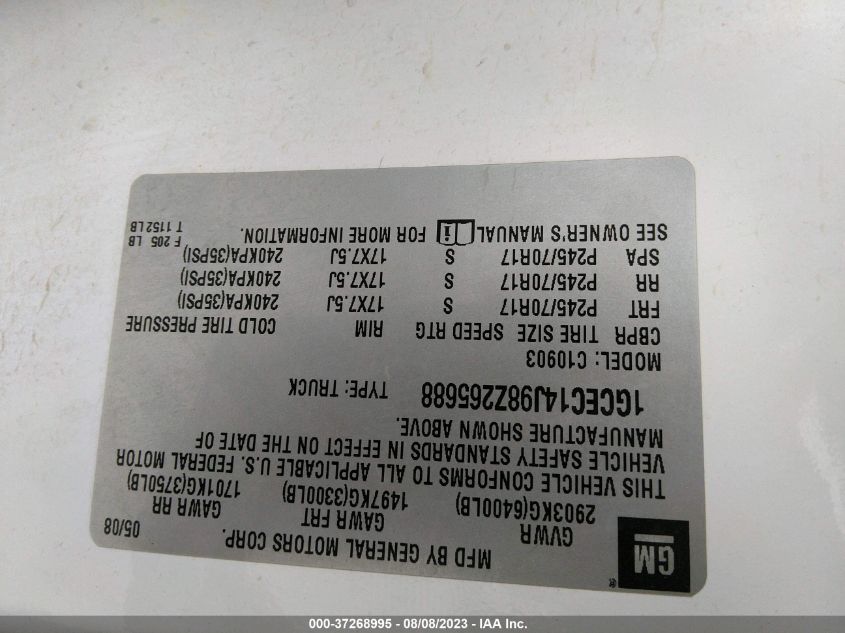 GM
®
MFD BY GENERAL MOTORS CORP.
05/08
GVWR GAWR FRT GAWR RR
2903KG(6400LB) 1497KG(3300LB) 1701KG(3750LB)
THIS VEHICLE CONFORMS TO ALL APPLICABLE U.S. FEDERAL MOTOR
VEHICLE SAFETY STANDARDS IN EFFECT ON THE DATE OF
MANUFACTURE SHOWN ABOVE.
1GCEC14J98Z265688 TYPE: TRUCK
MODEL: C10903
CBPR TIRE SIZE SPEED RTG RIM COLD TIRE PRESSURE
FRT P245/70R17 S 17X7.5J 240KPA(35PSI)
RR P245/70R17 S 17X7.5J 240KPA(35PSI)
SPA P245/70R17 S 17X7.5J 240KPA(35PSI)
SEE OWNER'S MANUAL i FOR MORE INFORMATION.
F 205 LB
T 1152 LB
000-37268995 - 08/08/2023 - IAA Inc.